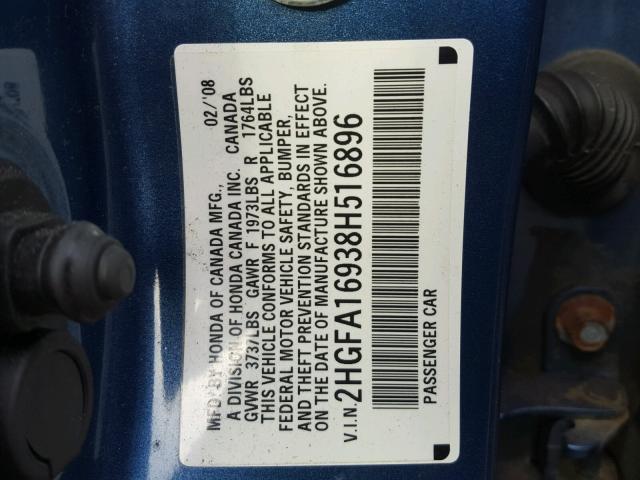 MFD. BY HONDA OF CANADA MFG., 02/'08
A DIVISION OF HONDA CANADA INC. CANADA
GVWR 3737LBS GAWR F 1973LBS R 1764LBS
THIS VEHICLE CONFORMS TO ALL APPLICABLE
FEDERAL MOTOR VEHICLE SAFETY, BUMPER,
AND THEFT PREVENTION STANDARDS IN EFFECT
ON THE DATE OF MANUFACTURE SHOWN ABOVE.
V.I.N. 2HGFA16938H516896
PASSENGER CAR